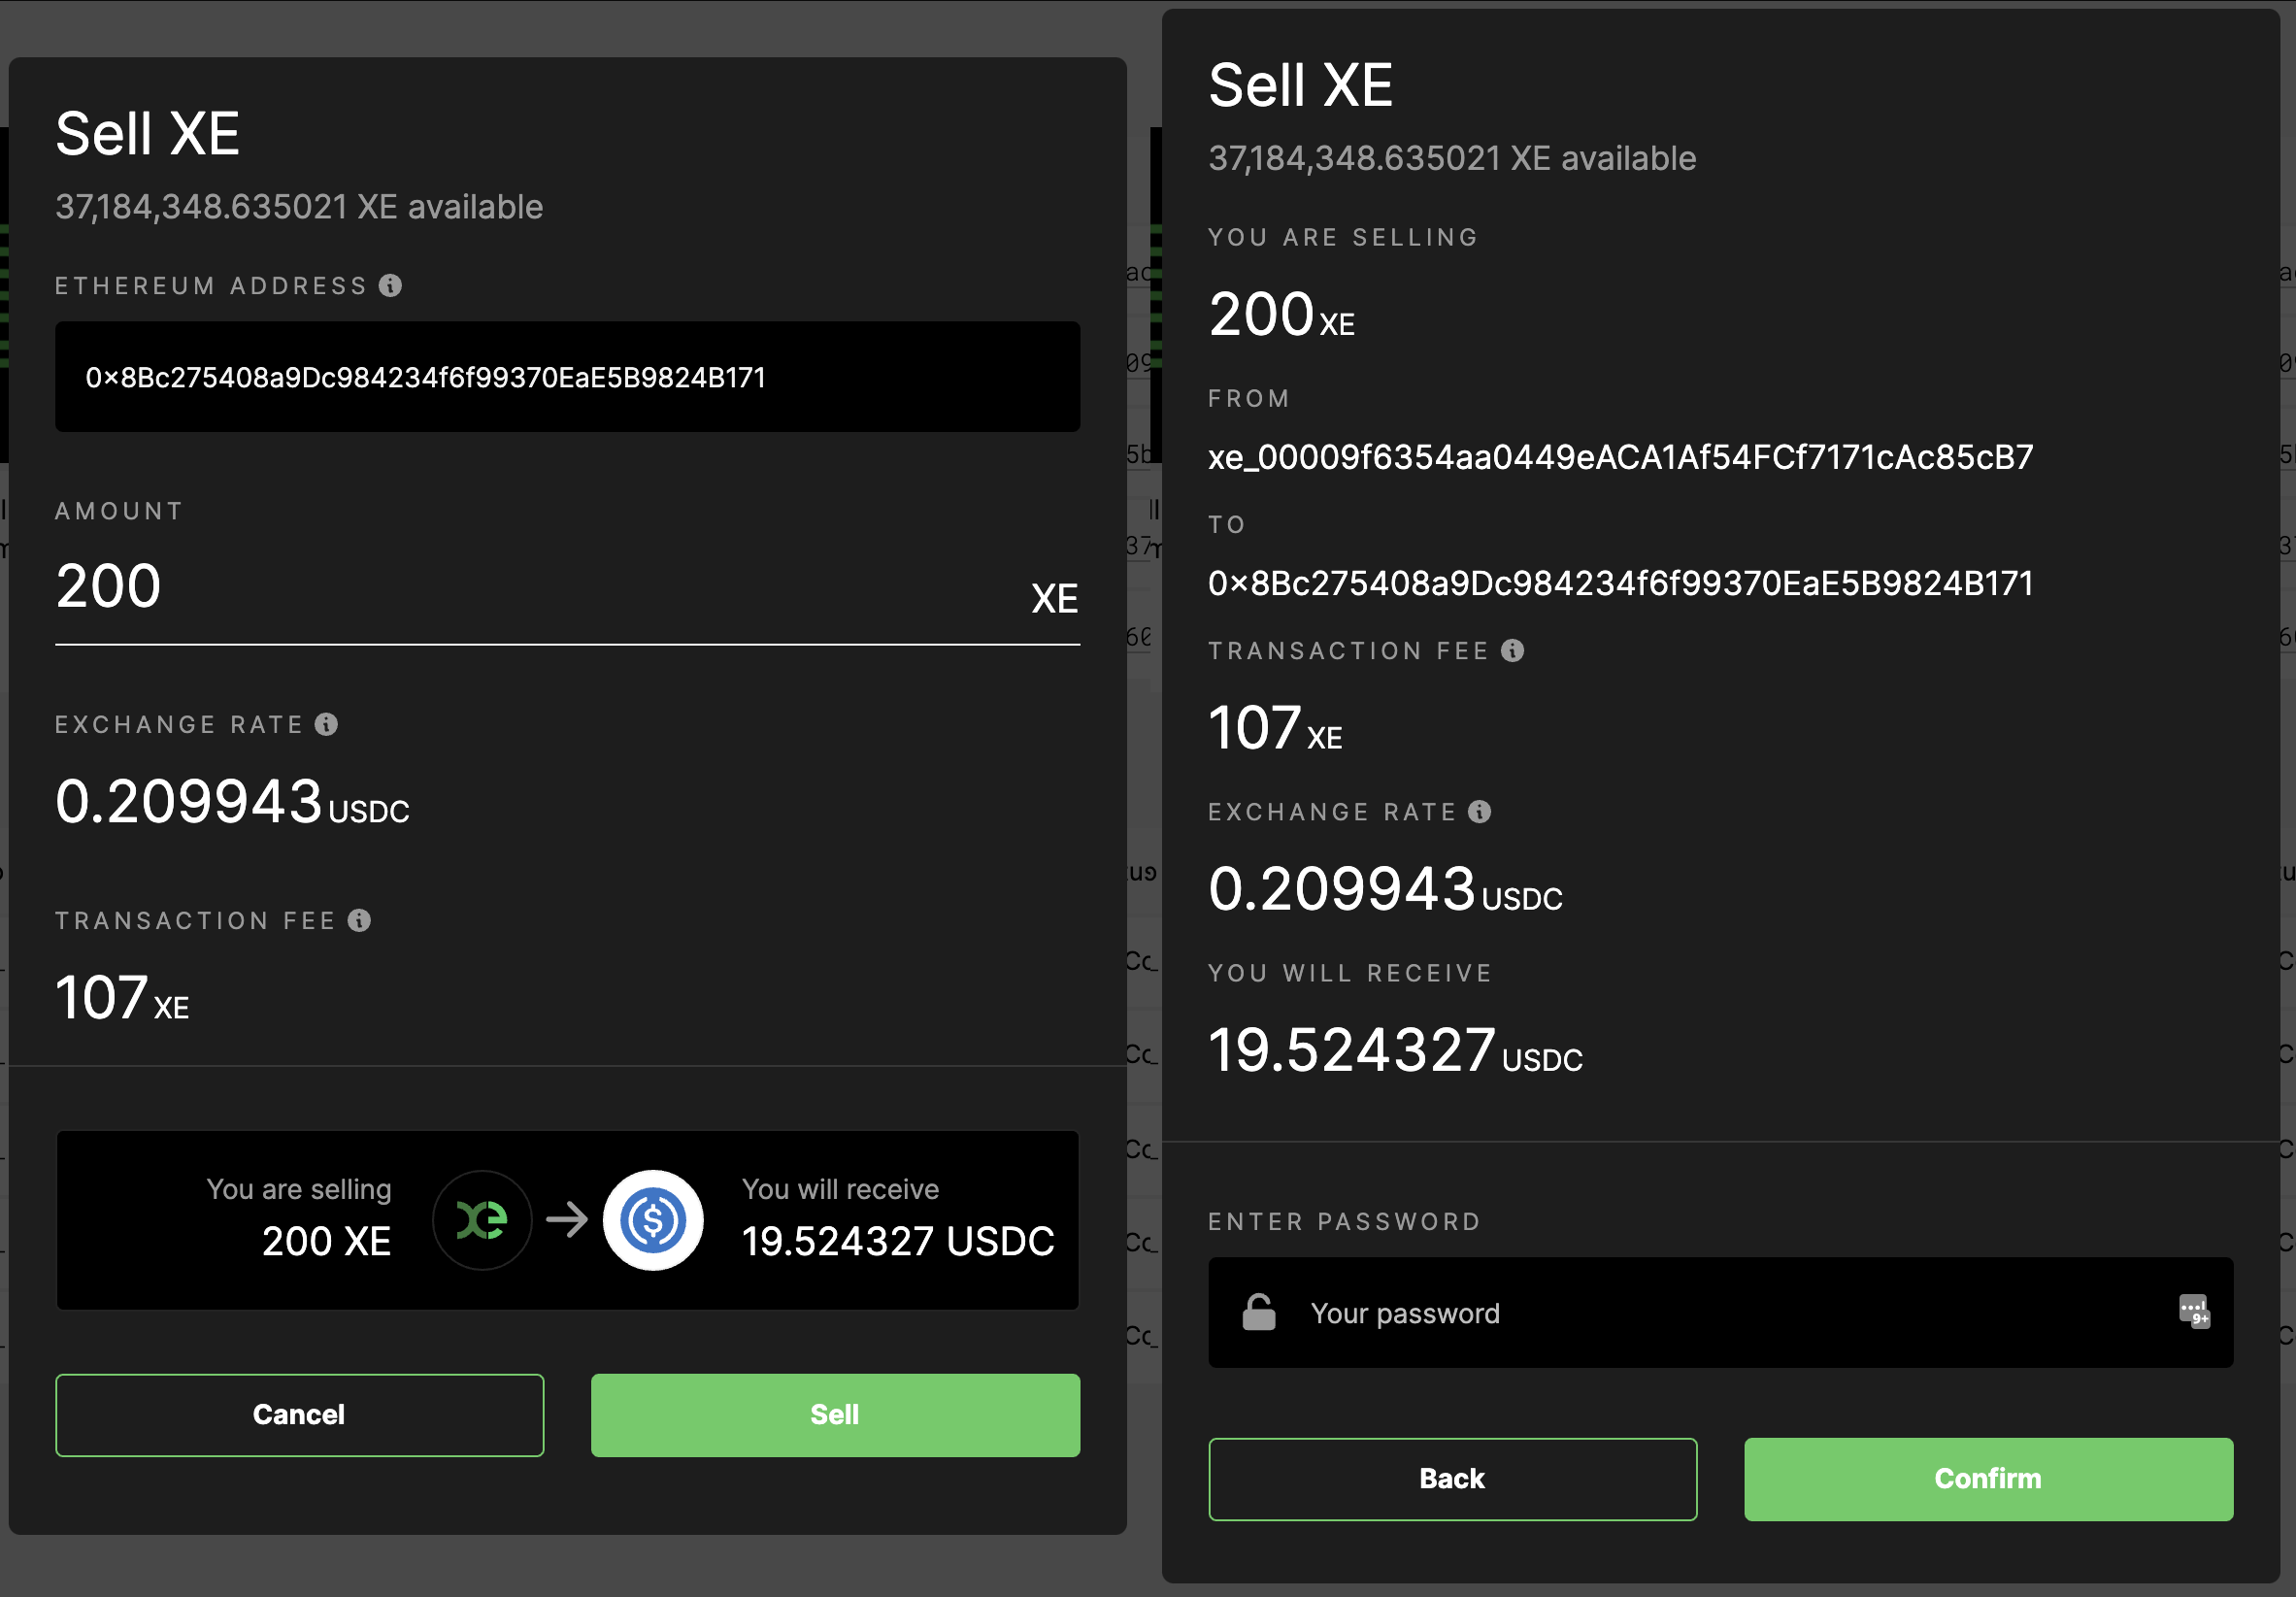 Sell XE
37,184,348.635021 XE available
ETHEREUM ADDRESS
0x8Bc275408a9Dc984234f6f99370EaE5B9824B171
AMOUNT
200 XE
EXCHANGE RATE
0.209943 USDC
TRANSACTION FEE
107 XE
You are selling
200 XE
xe
You will receive
19.524327 USDC
Cancel
Sell
Sell XE
37,184,348.635021 XE available
YOU ARE SELLING
200 XE
FROM
xe_00009f6354aa0449eACA1Af54FCf7171cAc85cB7
TO
0x8Bc275408a9Dc984234f6f99370EaE5B9824B171
TRANSACTION FEE
107 XE
EXCHANGE RATE
0.209943 USDC
YOU WILL RECEIVE
19.524327 USDC
ENTER PASSWORD
Your password
9+
Back
Confirm